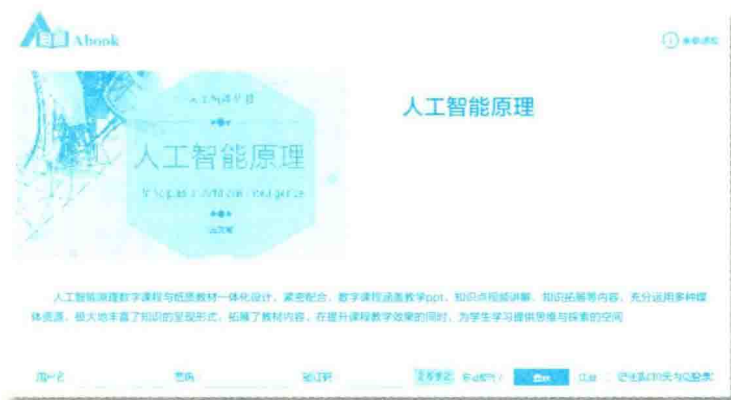 Abook
人工智能原理
人工智能原理
人工智能原理数字课程与纸质教材一体化设计，紧密配合。数字课程涵盖教学ppt、知识点视频讲解、知识拓展等内容，充分运用多种媒
体资源，极大地丰富了知识的呈现形式，拓展了教材内容。在提升课程教学效果的同时，为学生学习提供思维与探索的空间
用户名 密码 验证码 登录